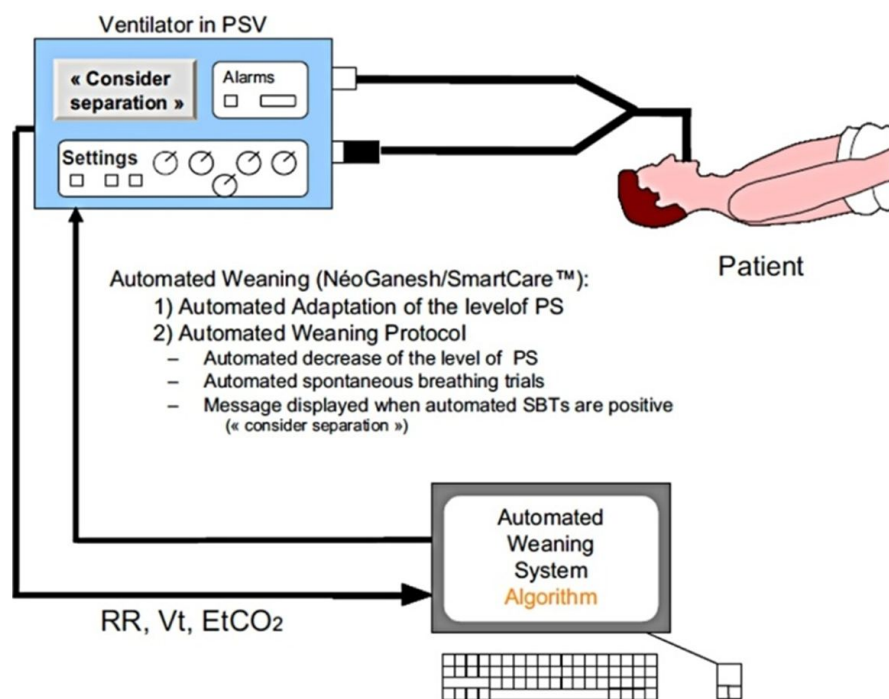 Ventilator in PSV
« Consider
separation »
Alarms
Settings
Patient
Automated Weaning (NéoGanesh/SmartCare™):
1) Automated Adaptation of the levelof PS
2) Automated Weaning Protocol
– Automated decrease of the level of PS
– Automated spontaneous breathing trials
– Message displayed when automated SBTs are positive
(« consider separation »)
Automated
Weaning
System
Algorithm
RR, Vt, EtCO₂